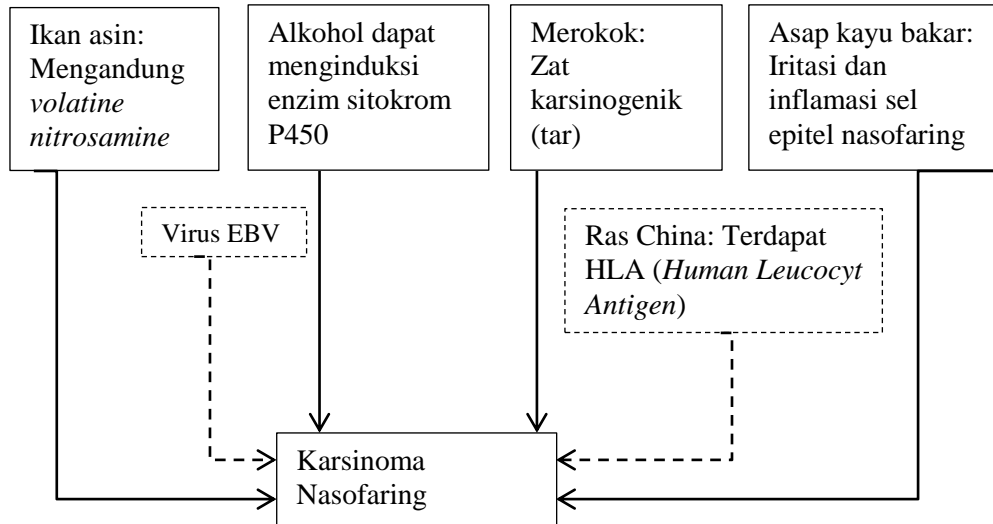 Ikan asin:
Mengandung
volatine
nitrosamine
Alkohol dapat
menginduksi
enzim sitokrom
P450
Merokok:
Zat
karsinogenik
(tar)
Asap kayu bakar:
Iritasi dan
inflamasi sel
epitel nasofaring
Virus EBV
Ras China: Terdapat
HLA (Human Leucocyt
Antigen)
Karsinoma
Nasofaring